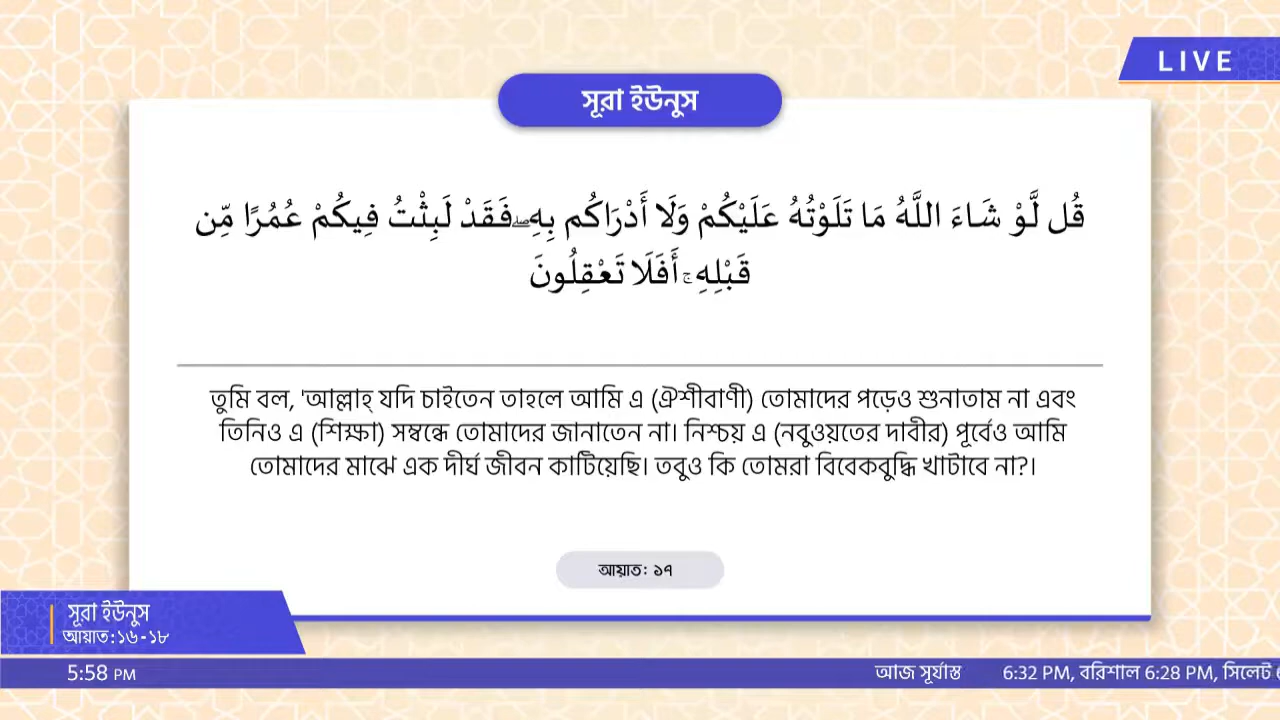 LIVE
সূরা ইউনুস
قُل لَّوْ شَاءَ اللَّهُ مَا تَلَوْتُهُ عَلَيْكُمْ وَلَا أَدْرَاكُم بِهِ ۖ فَقَدْ لَبِثْتُ فِيكُمْ عُمُرًا مِّن
قَبْلِهِ ۚ أَفَلَا تَعْقِلُونَ
তুমি বল, 'আল্লাহ্ যদি চাইতেন তাহলে আমি এ (ঐশীবাণী) তোমাদের পড়েও শুনাতাম না এবং
তিনিও এ (শিক্ষা) সম্বন্ধে তোমাদের জানাতেন না। নিশ্চয় এ (নবুওয়তের দাবীর) পূর্বেও আমি
তোমাদের মাঝে এক দীর্ঘ জীবন কাটিয়েছি। তবুও কি তোমরা বিবেকবুদ্ধি খাটাবে না?।
আয়াত: ১৭
সূরা ইউনুস
আয়াত:১৬-১৮
5:58 PM
আজ সূর্যাস্ত 6:32 PM, বরিশাল 6:28 PM, সিলেট